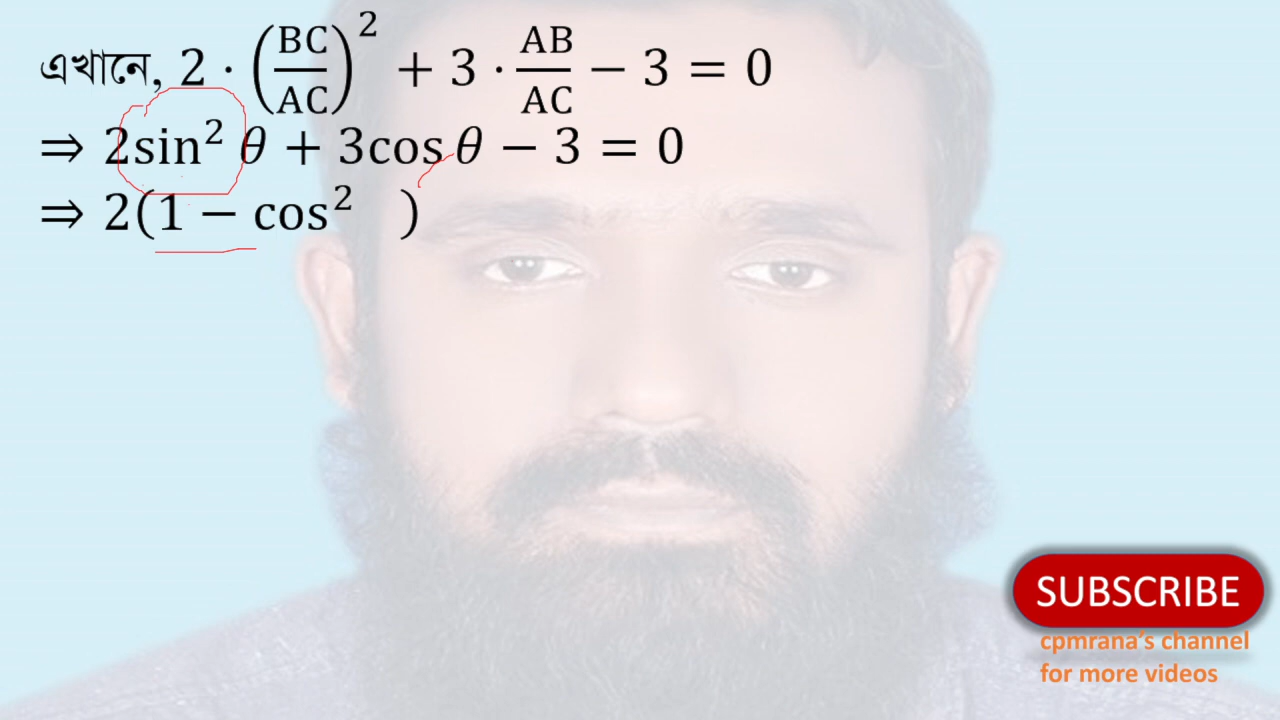 এখানে, 2 · (BC/AC)² + 3 · AB/AC − 3 = 0
⇒ 2sin² θ + 3cos θ − 3 = 0
⇒ 2(1 − cos² )
SUBSCRIBE
cpmrana's channel
for more videos